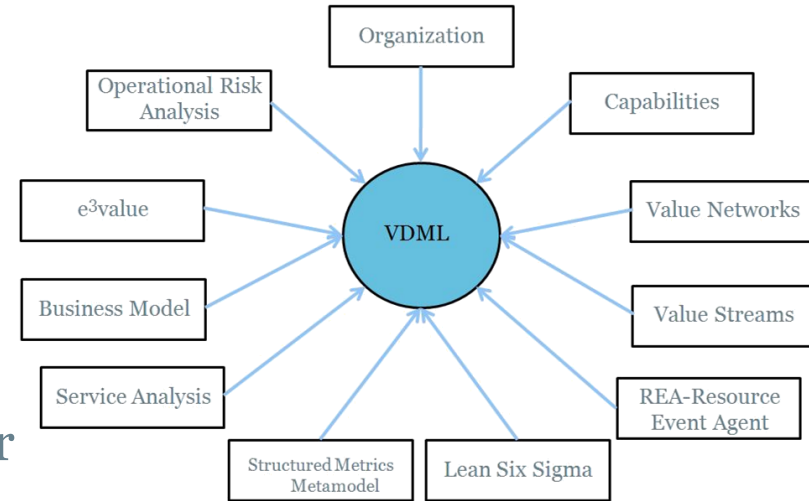 Organization
Operational Risk
Analysis
Capabilities
e³value
VDML
Value Networks
Business Model
Value Streams
Service Analysis
REA-Resource
Event Agent
r
Structured Metrics
Metamodel
Lean Six Sigma